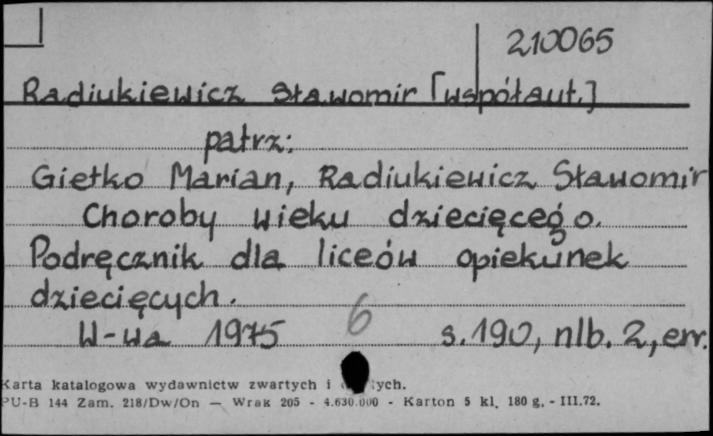 210065
Radiukiewicz Sławomir [współaut.]
patrz:
Giełko Marian, Radiukiewicz Sławomir
Choroby wieku dziecięcego.
Podręcznik dla liceów opiekunek
dziecięcych.
W-wa 1975 6 s. 190, nlb. 2, err.
Karta katalogowa wydawnictw zwartych i ych.
PU-B 144 Zam. 218/Dw/On — Wrak 205 - 4.630.000 - Karton 5 kl. 180 g. - III.72.